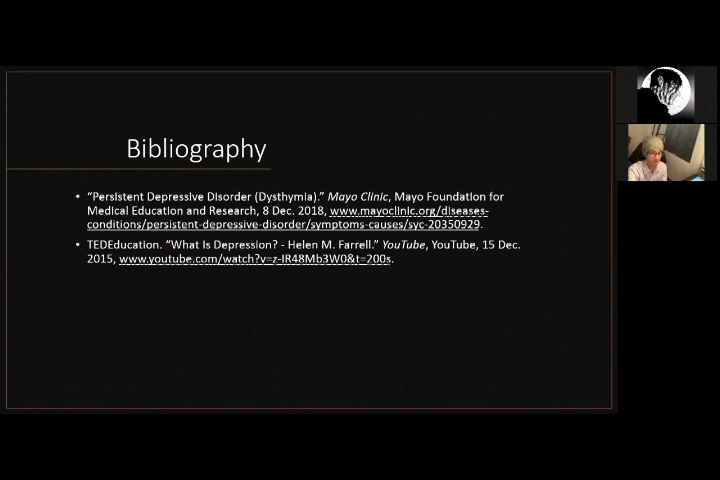 Bibliography
• “Persistent Depressive Disorder (Dysthymia).” Mayo Clinic, Mayo Foundation for
Medical Education and Research, 8 Dec. 2018, www.mayoclinic.org/diseases-
conditions/persistent-depressive-disorder/symptoms-causes/syc-20350929.
• TEDEducation. “What Is Depression? - Helen M. Farrell.” YouTube, YouTube, 15 Dec.
2015, www.youtube.com/watch?v=z-IR48Mb3W0&t=200s.